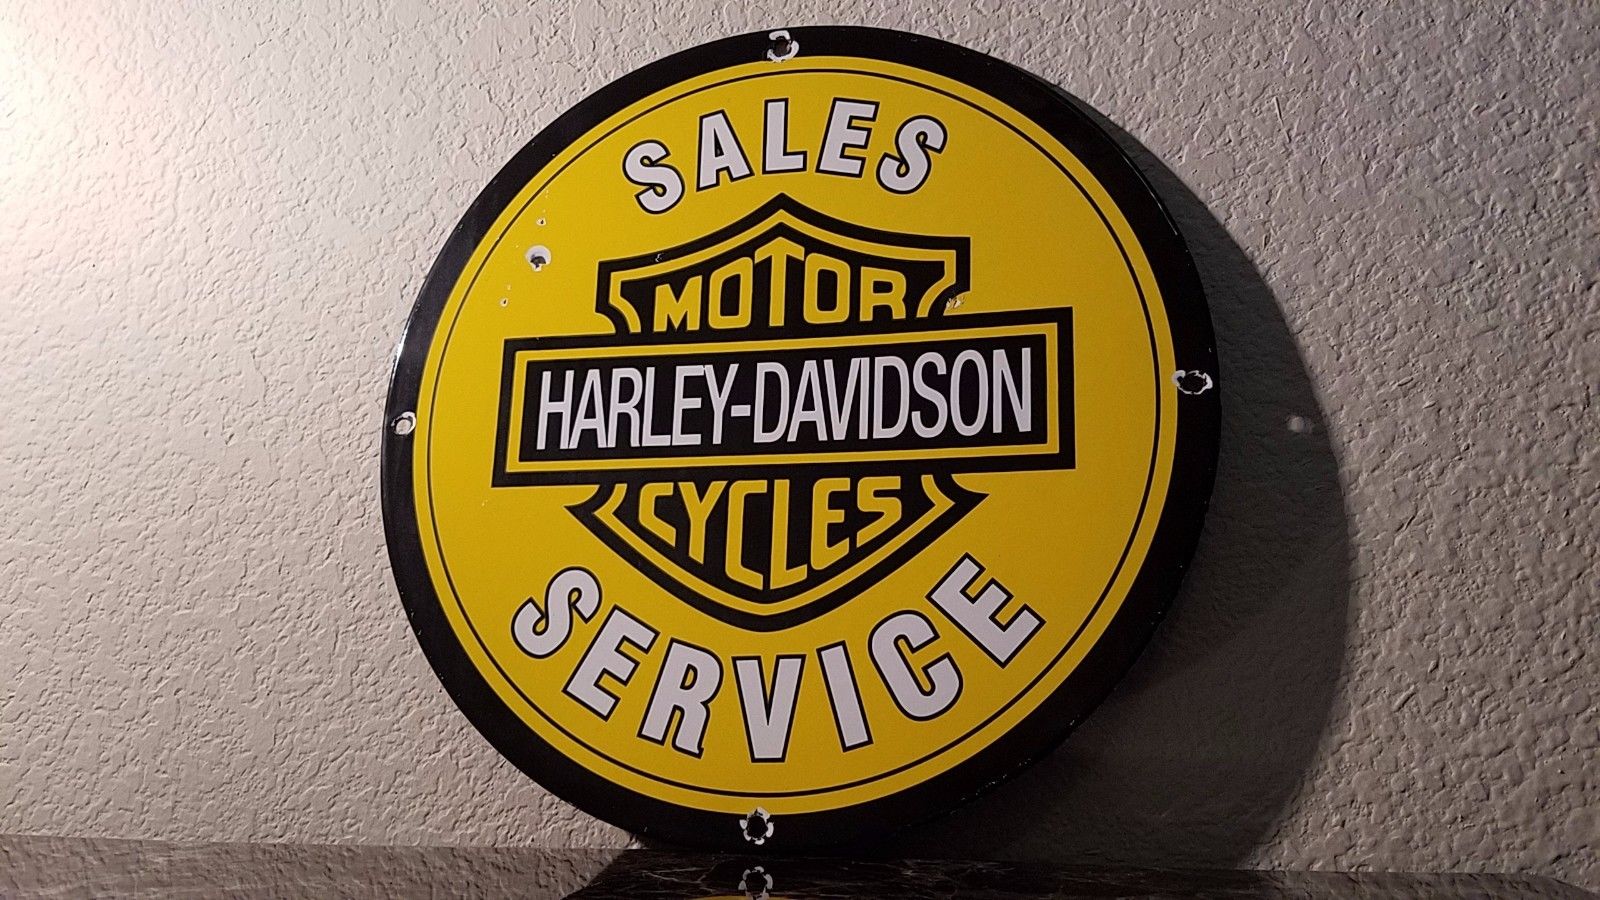 SALES
MOTOR
HARLEY-DAVIDSON
CYCLES
SERVICE